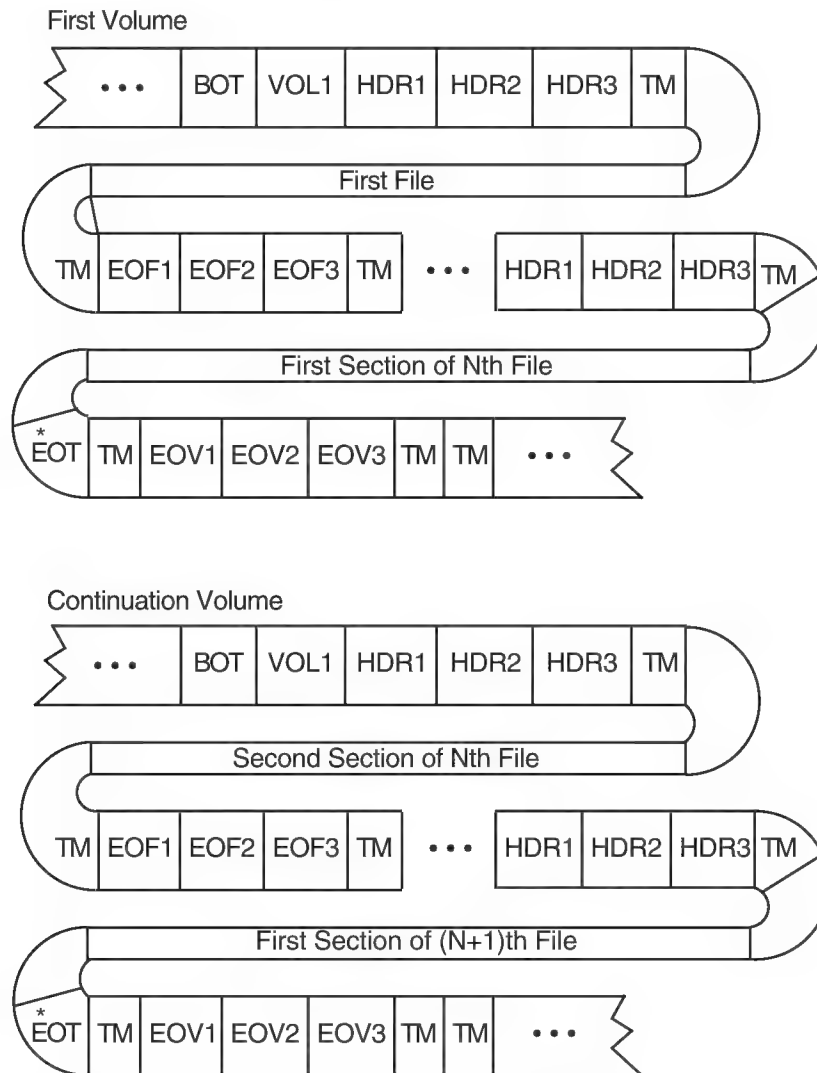 First Volume
• • • BOT VOL1 HDR1 HDR2 HDR3 TM
First File
TM EOF1 EOF2 EOF3 TM • • • HDR1 HDR2 HDR3 TM
First Section of Nth File
* EOT TM EOV1 EOV2 EOV3 TM TM • • •
Continuation Volume
• • • BOT VOL1 HDR1 HDR2 HDR3 TM
Second Section of Nth File
TM EOF1 EOF2 EOF3 TM • • • HDR1 HDR2 HDR3 TM
First Section of (N+1)th File
* EOT TM EOV1 EOV2 EOV3 TM TM • • •